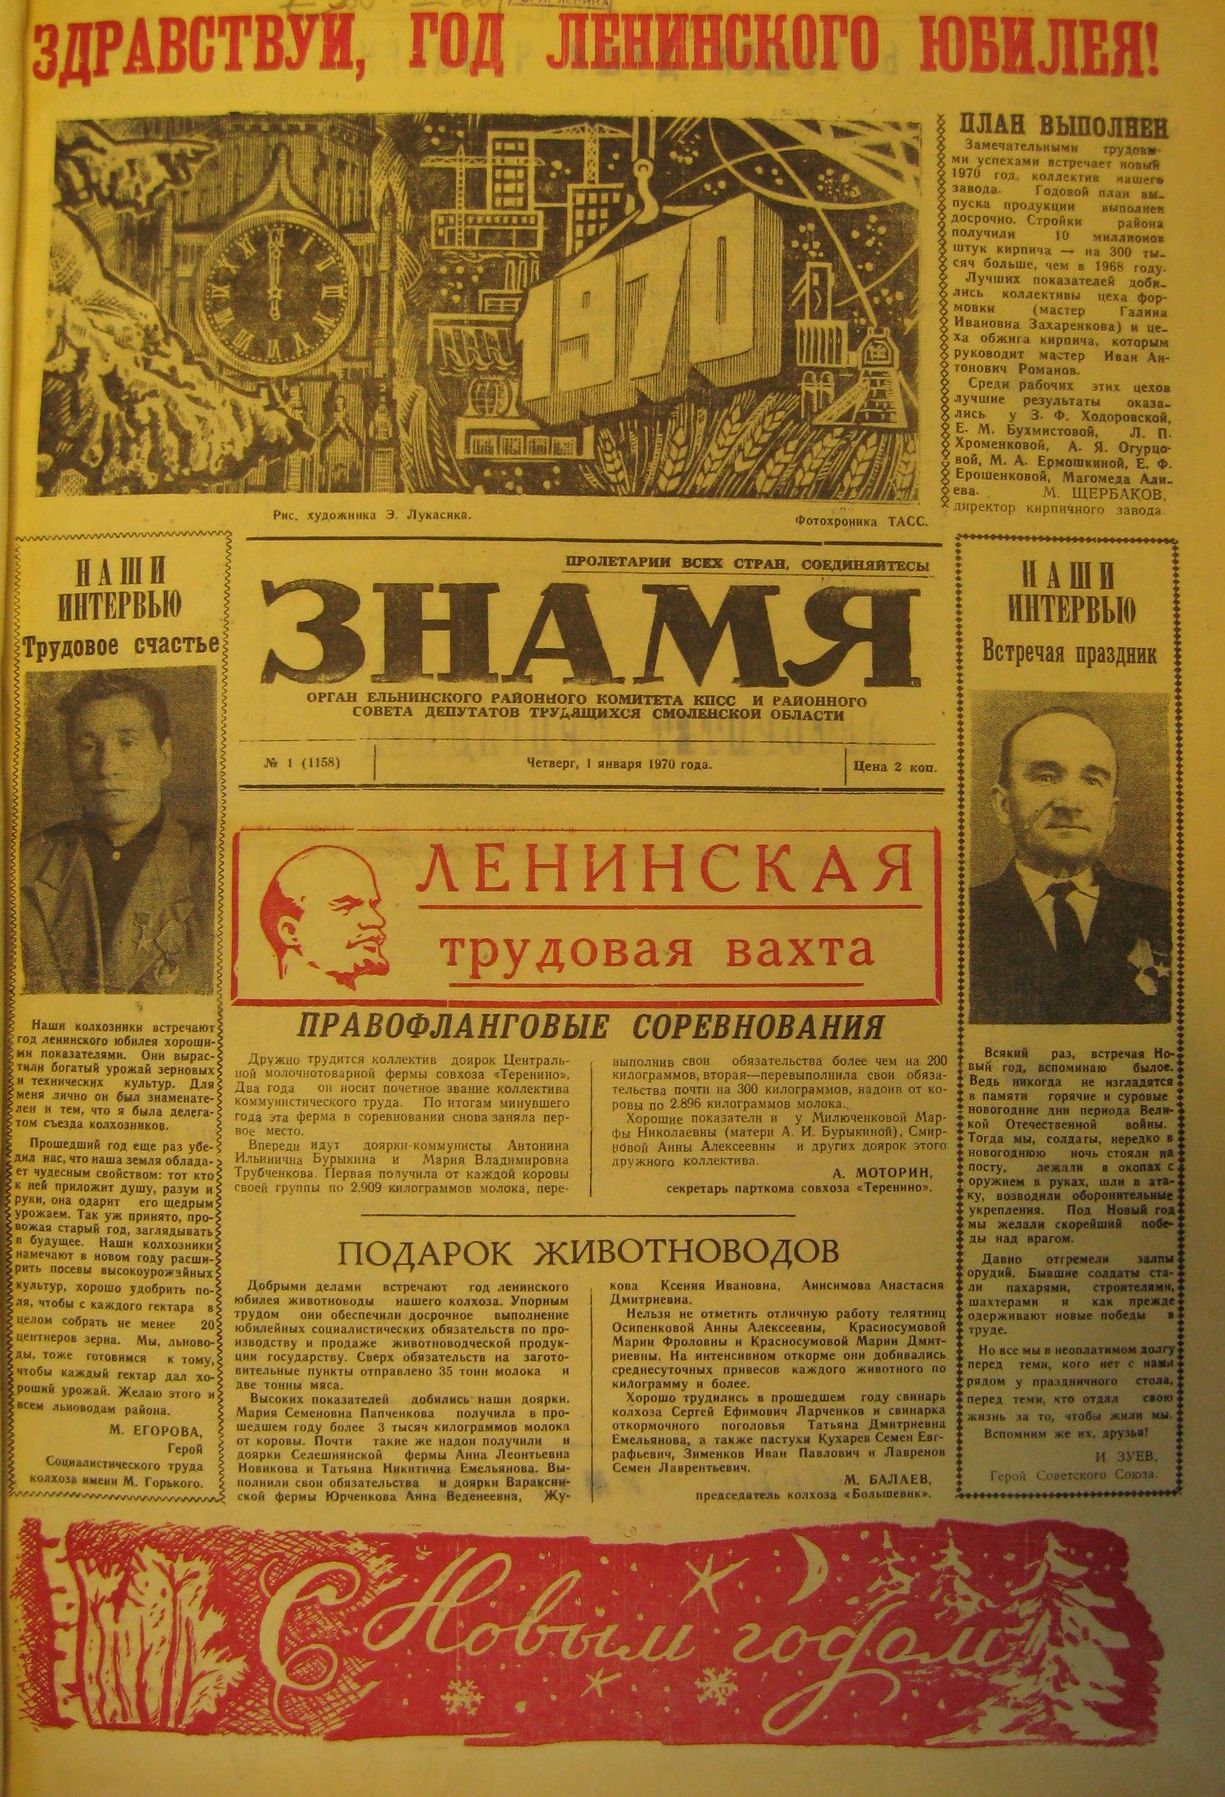 ЗДРАВСТВУЙ, ГОД ЛЕНИНСКОГО ЮБИЛЕЯ!
1970
Рис. художника Э. Лукасика.
Фотохроника ТАСС.
ПЛАН ВЫПОЛНЕН
Замечательными трудовы-
ми успехами встречает новый
1970 год, коллектив нашего
завода. Годовой план вы-
пуска продукции выполнен
досрочно. Стройки района
получили 10 миллионов
штук кирпича — на 300 ты-
сяч больше, чем в 1968 году.
Лучших показателей доби-
лись коллективы цеха фор-
мовки (мастер Галина
Ивановна Захаренкова) и це-
ха обжига кирпича, которым
руководит мастер Иван Ан-
тонович Романов.
Среди рабочих этих цехов
лучшие результаты оказа-
лись у З. Ф. Ходоровской,
Е. М. Бухмистовой, Л. П.
Хроменковой, А. Я. Огурцо-
вой, М. А. Ермошкиной, Е. Ф.
Ерошенковой, Магомеда Али-
ева.
М. ЩЕРБАКОВ,
директор кирпичного завода
НАШИ
ИНТЕРВЬЮ
Трудовое счастье
Наши колхозники встречают
год ленинского юбилея хороши-
ми показателями. Они вырас-
тили богатый урожай зерновых
и технических культур. Для
меня лично он был знаменате-
лен и тем, что я была делега-
том съезда колхозников.
Прошедший год еще раз убе-
дил нас, что наша земля облада-
ет чудесным свойством: тот кто
к ней приложит душу, разум и
руки, она одарит его щедрым
урожаем. Так уж принято, про-
вожая старый год, заглядывать
в будущее. Наши колхозники
намечают в новом году расши-
рить посевы высокоурожайных
культур, хорошо удобрить по-
ля, чтобы с каждого гектара в
целом собрать не менее 20
центнеров зерна. Мы, льново-
ды, тоже готовимся к тому,
чтобы каждый гектар дал хо-
роший урожай. Желаю этого и
всем льноводам района.
М. ЕГОРОВА,
Герой
Социалистического труда
колхоза имени М. Горького.
ПРОЛЕТАРИИ ВСЕХ СТРАН, СОЕДИНЯЙТЕСЬ
ЗНАМЯ
ОРГАН ЕЛЬНИНСКОГО РАЙОННОГО КОМИТЕТА КПСС И РАЙОННОГО
СОВЕТА ДЕПУТАТОВ ТРУДЯЩИХСЯ СМОЛЕНСКОЙ ОБЛАСТИ
№ 1 (1158)
Четверг, 1 января 1970 года.
Цена 2 коп.
ЛЕНИНСКАЯ
трудовая вахта
ПРАВОФЛАНГОВЫЕ СОРЕВНОВАНИЯ
Дружно трудится коллектив доярок Централь-
ной молочнотоварной фермы совхоза «Теренино».
Два года он носит почетное звание коллектива
коммунистического труда. По итогам минувшего
года эта ферма в соревновании снова заняла пер-
вое место.
Впереди идут доярки-коммунисты Антонина
Ильинична Бурыкина и Мария Владимировна
Трубченкова. Первая получила от каждой коровы
своей группы по 2.909 килограммов молока, пере-
выполнив свои обязательства более чем на 200
килограммов, вторая—перевыполнила свои обяза-
тельства почти на 300 килограммов, надоив от ко-
ровы по 2.896 килограммов молока.
Хорошие показатели и у Милюченковой Мар-
фы Николаевны (матери А. И. Бурыкиной), Смир-
новой Анны Алексеевны и других доярок этого
дружного коллектива.
А. МОТОРИН,
секретарь парткома совхоза «Теренино».
ПОДАРОК ЖИВОТНОВОДОВ
Добрыми делами встречают год ленинского
юбилея животноводы нашего колхоза. Упорным
трудом они обеспечили досрочное выполнение
юбилейных социалистических обязательств по про-
изводству и продаже животноводческой продук-
ции государству. Сверх обязательств на загото-
вительные пункты отправлено 35 тонн молока и
две тонны мяса.
Высоких показателей добились наши доярки.
Мария Семеновна Папченкова получила в про-
шедшем году более 3 тысяч килограммов молока
от коровы. Почти такие же надои получили и
доярки Селешнянской фермы Анна Леонтьевна
Новикова и Татьяна Никитична Емельянова. Вы-
полнили свои обязательства и доярки Вараксин-
ской фермы Юрченкова Анна Веденеевна, Жу-
кова Ксения Ивановна, Анисимова Анастасия
Дмитриевна.
Нельзя не отметить отличную работу телятниц
Осипенковой Анны Алексеевны, Красносумовой
Марии Фроловны и Красносумовой Марии Дмит-
риевны. На интенсивном откорме они добивались
среднесуточных привесов каждого животного по
килограмму и более.
Хорошо трудились в прошедшем году свинарь
колхоза Сергей Ефимович Ларченков и свинарка
откормочного поголовья Татьяна Дмитриевна
Емельянова, а также пастухи Кухарев Семен Евг-
рафьевич, Зименков Иван Павлович и Лавренов
Семен Лаврентьевич.
М. БАЛАЕВ,
председатель колхоза «Большевик».
НАШИ
ИНТЕРВЬЮ
Встречая праздник
Всякий раз, встречая Но-
вый год, вспоминаю былое.
Ведь никогда не изгладятся
в памяти горячие и суровые
новогодние дни периода Вели-
кой Отечественной войны.
Тогда мы, солдаты, нередко в
новогоднюю ночь стояли на
посту, лежали в окопах с
оружием в руках, шли в ата-
ку, возводили оборонительные
укрепления. Под Новый год
мы желали скорейший побе-
ды над врагом.
Давно отгремели залпы
орудий. Бывшие солдаты ста-
ли пахарями, строителями,
шахтерами и как прежде
одерживают новые победы в
труде.
Но все мы в неоплатимом долгу
перед теми, кого нет с нами
рядом у праздничного стола,
перед теми, кто отдал свою
жизнь за то, чтобы жили мы.
Вспомним же их, друзья!
И. ЗУЕВ.
Герой Советского Союза.
С Новым годом